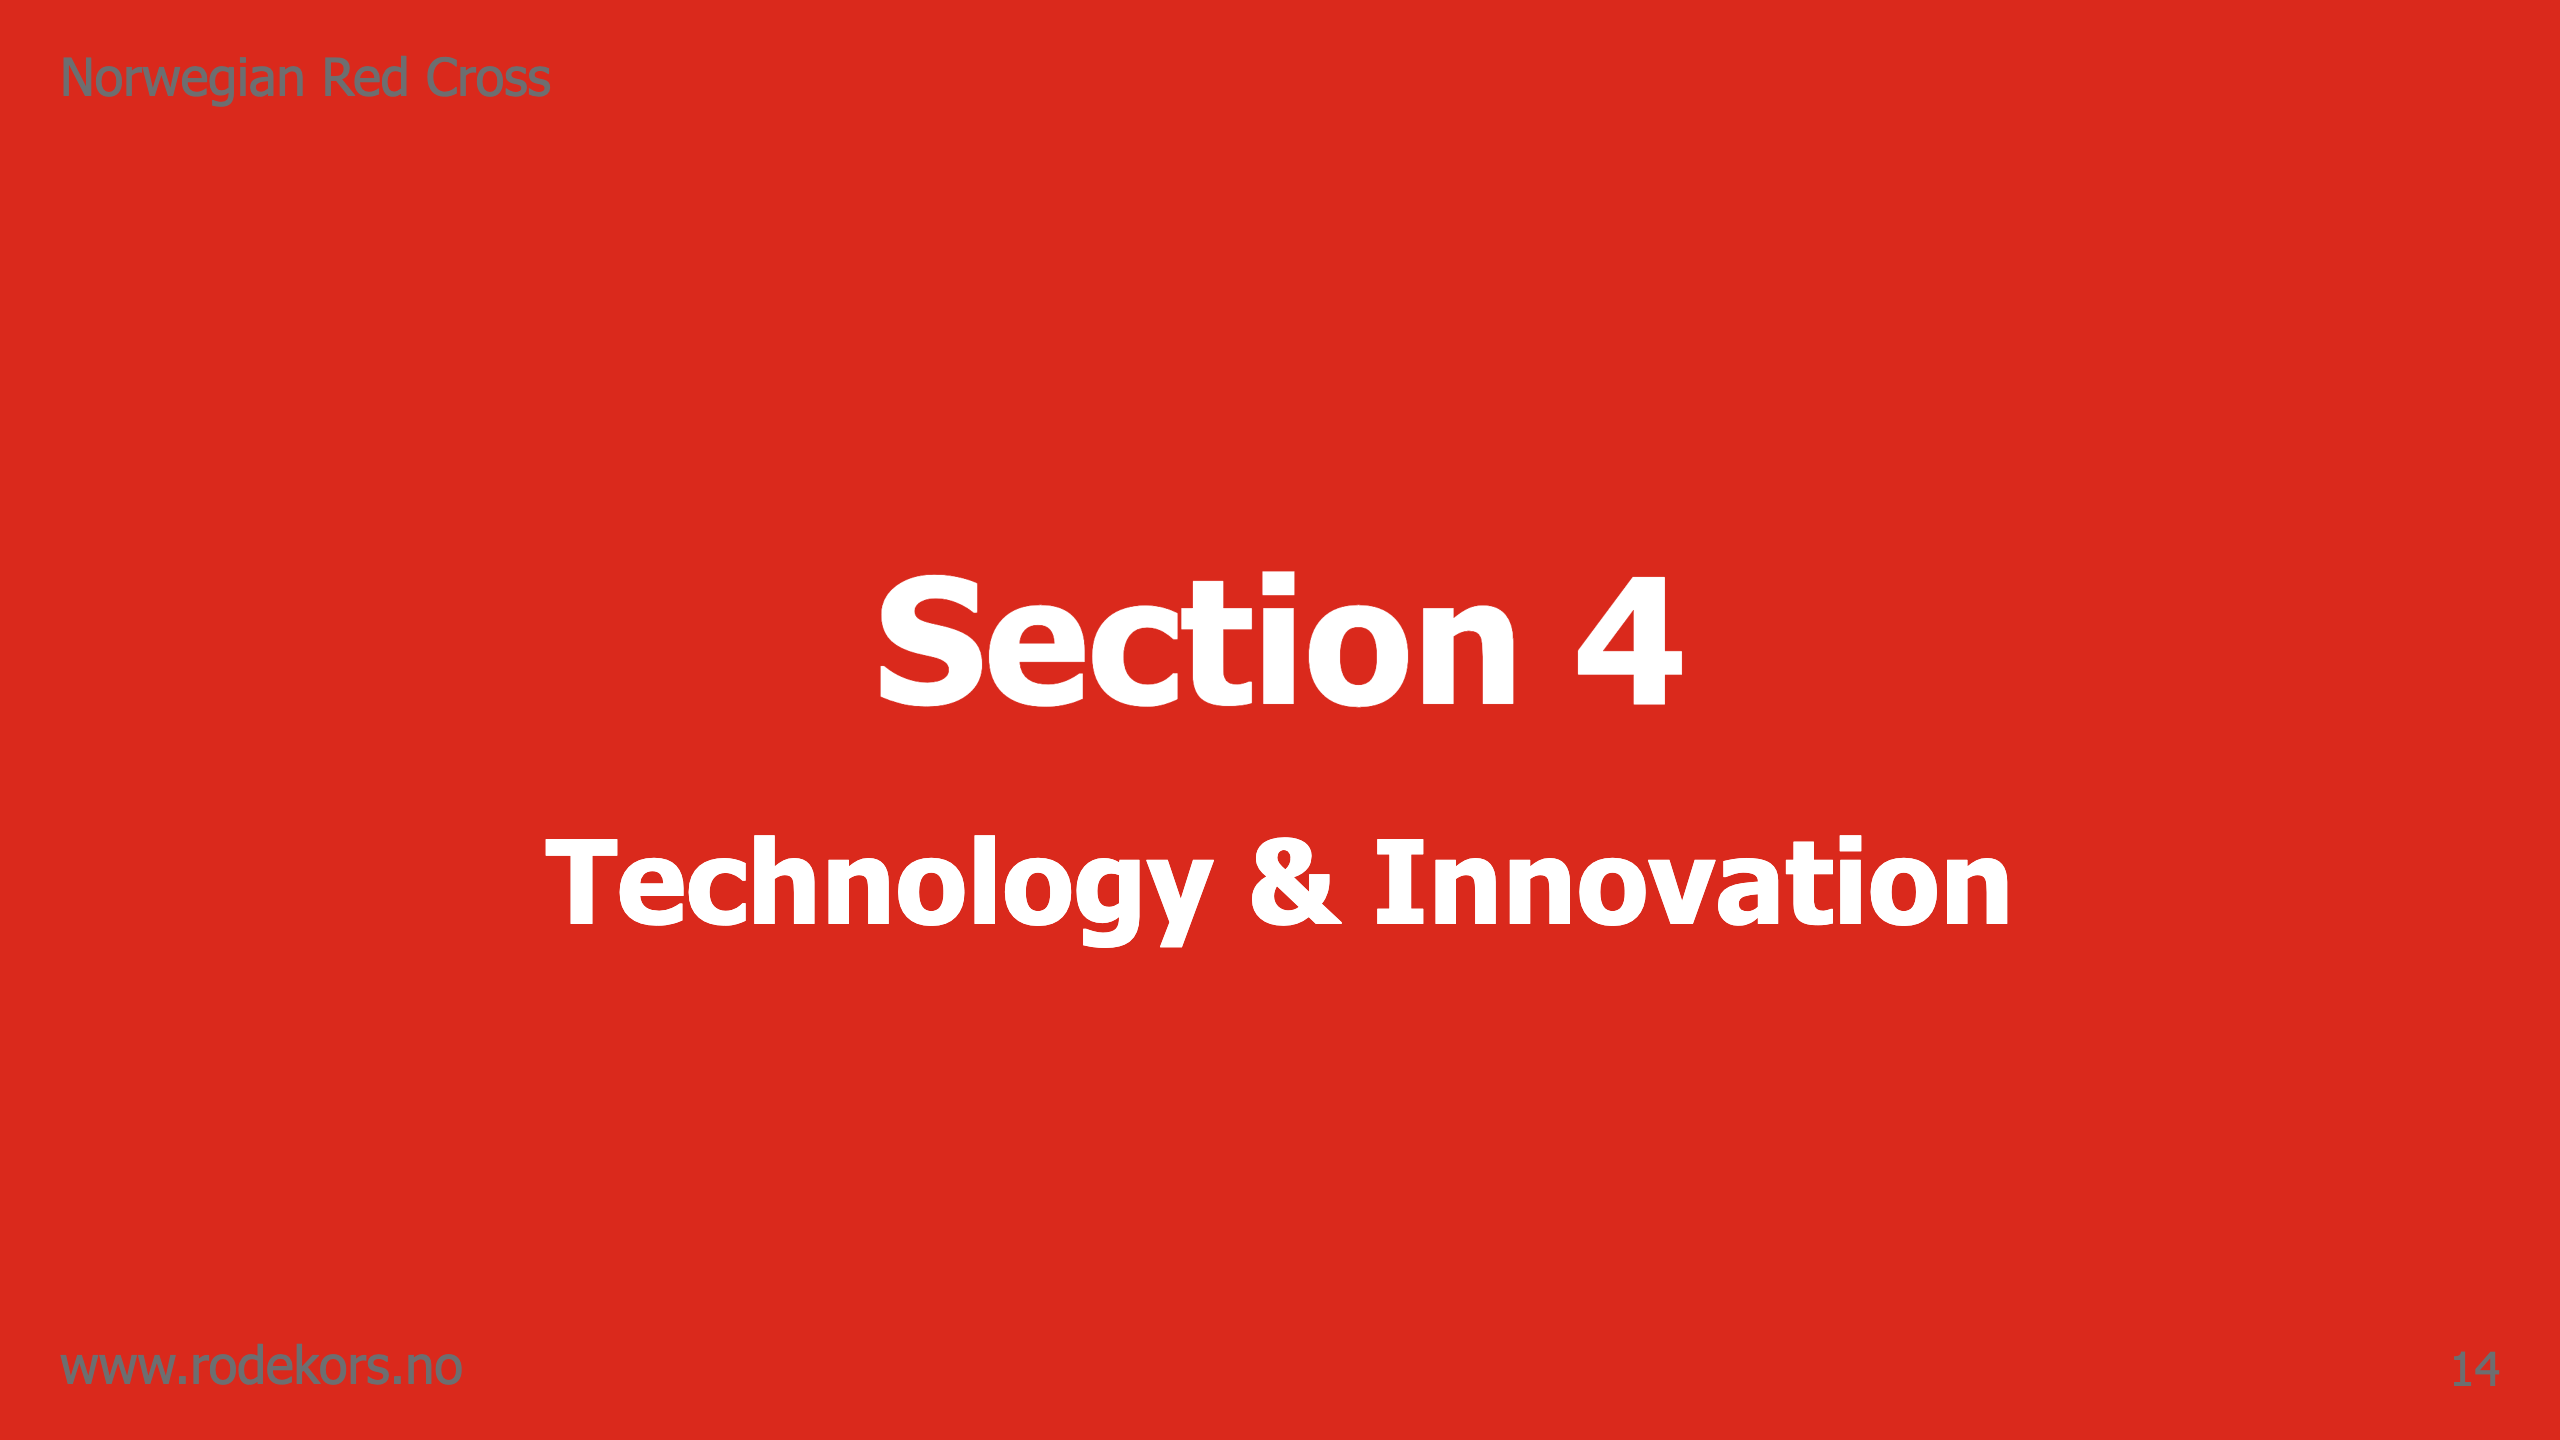 Norwegian Red Cross
Section 4
Technology & Innovation
www.rodekors.no
14